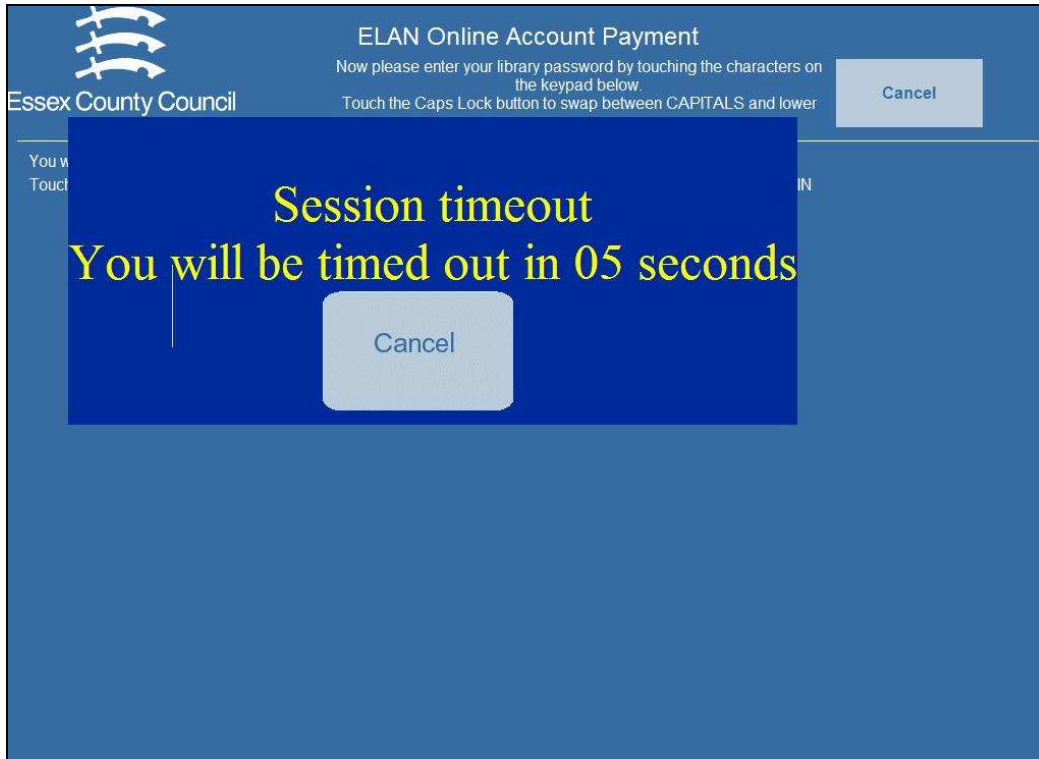 ELAN Online Account Payment
Now please enter your library password by touching the characters on
the keypad below.
Touch the Caps Lock button to swap between CAPITALS and lower
Cancel
Essex County Council
You
Session timeout
You will be timed out in 05 seconds
Cancel